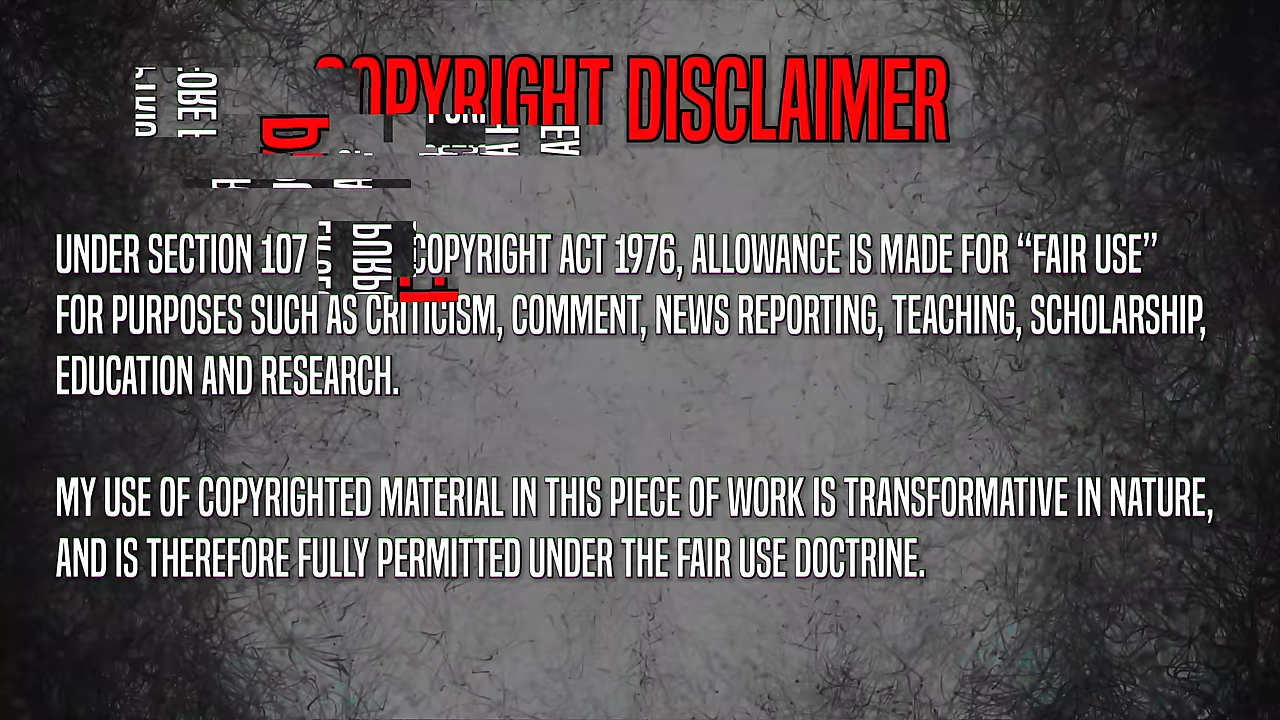 COPYRIGHT DISCLAIMER
UNDER SECTION 107 COPYRIGHT ACT 1976, ALLOWANCE IS MADE FOR “FAIR USE”
FOR PURPOSES SUCH AS CRITICISM, COMMENT, NEWS REPORTING, TEACHING, SCHOLARSHIP,
EDUCATION AND RESEARCH.
MY USE OF COPYRIGHTED MATERIAL IN THIS PIECE OF WORK IS TRANSFORMATIVE IN NATURE,
AND IS THEREFORE FULLY PERMITTED UNDER THE FAIR USE DOCTRINE.